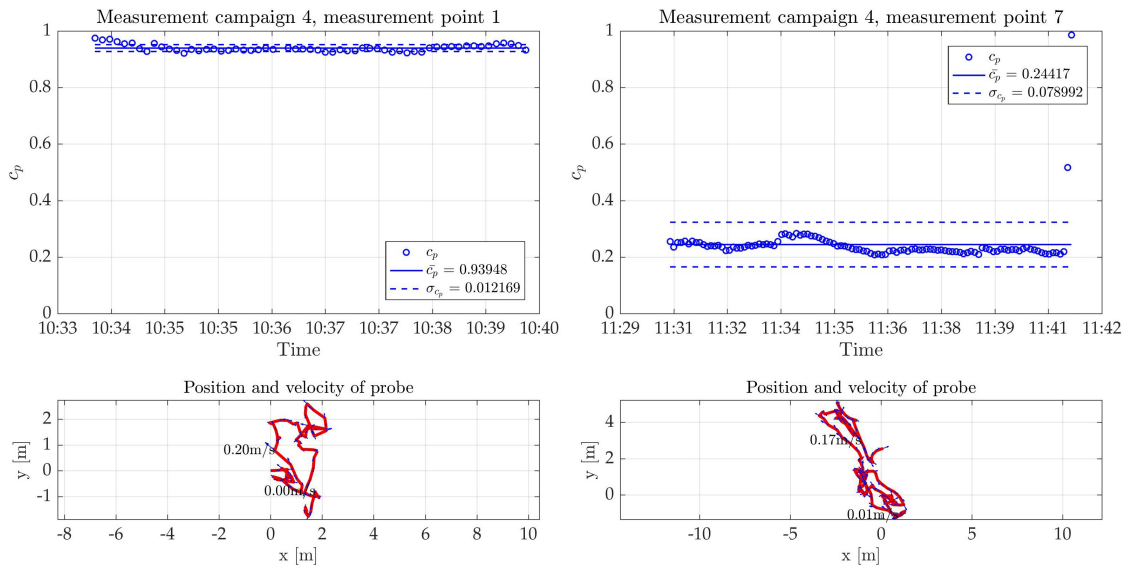 Measurement campaign 4, measurement point 1
1
0.8
0.6
0.4
0.2
0
c_p
c_p
c̄_p = 0.93948
σ_{c_p} = 0.012169
10:33 10:34 10:35 10:35 10:36 10:37 10:37 10:38 10:39 10:40
Time
Measurement campaign 4, measurement point 7
1
0.8
0.6
0.4
0.2
0
c_p
c_p
c̄_p = 0.24417
σ_{c_p} = 0.078992
11:29 11:31 11:32 11:34 11:35 11:36 11:38 11:39 11:41 11:42
Time
Position and velocity of probe
2
1
0
-1
y [m]
0.20m/s
0.00m/s
-8 -6 -4 -2 0 2 4 6 8 10
x [m]
Position and velocity of probe
4
2
0
y [m]
0.17m/s
0.01m/s
-10 -5 0 5 10
x [m]